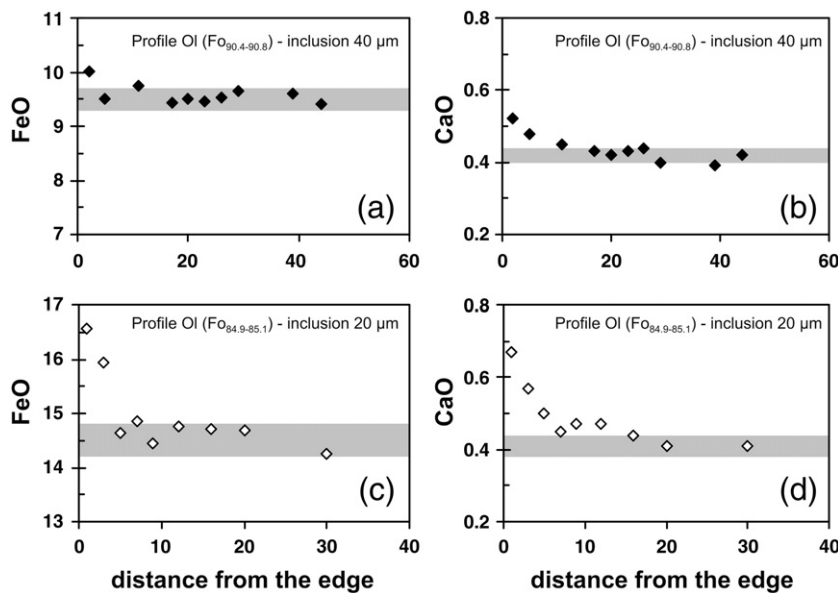 Profile Ol (Fo90.4-90.8) - inclusion 40 µm
11
10
9
8
7
FeO
0
20
40
60
(a)
Profile Ol (Fo90.4-90.8) - inclusion 40 µm
0.8
0.6
0.4
0.2
CaO
0
20
40
60
(b)
Profile Ol (Fo84.9-85.1) - inclusion 20 µm
17
16
15
14
13
FeO
0
10
20
30
40
(c)
distance from the edge
Profile Ol (Fo84.9-85.1) - inclusion 20 µm
0.8
0.6
0.4
0.2
CaO
0
10
20
30
40
(d)
distance from the edge